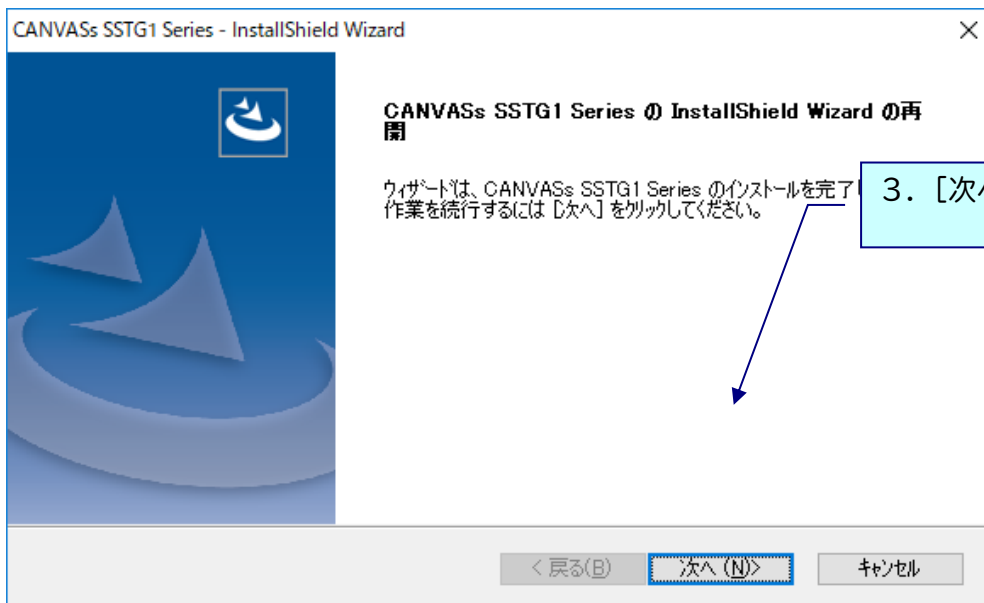 CANVASs SSTG1 Series - InstallShield Wizard
CANVASs SSTG1 Series の InstallShield Wizard の再
開
ウィザードは、CANVASs SSTG1 Series のインストールを完了
3．[次へ
作業を続行するには [次へ] をクリックしてください。
< 戻る(B)
次へ (N)>
キャンセル